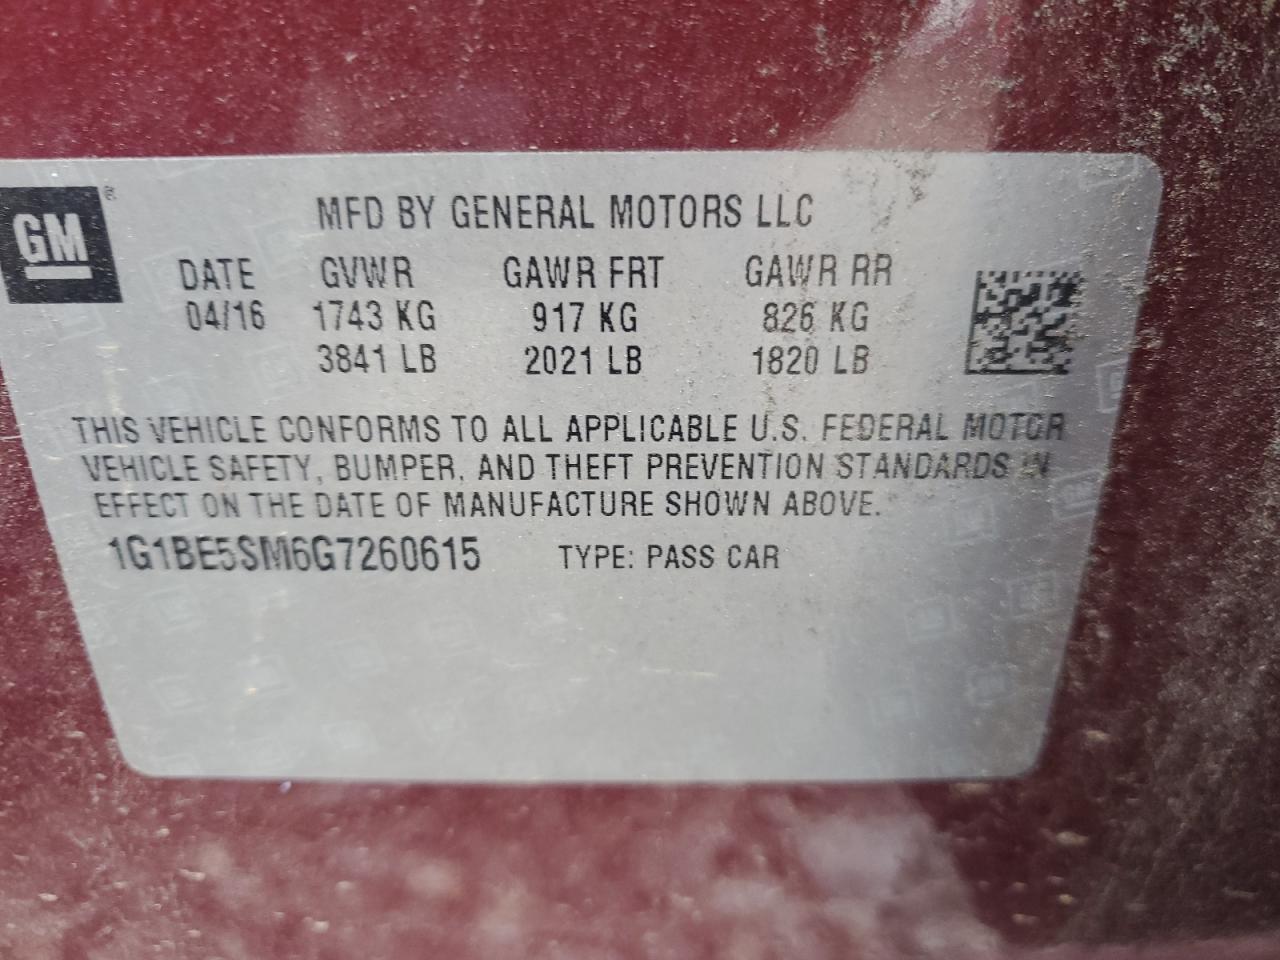 GM ®
MFD BY GENERAL MOTORS LLC
DATE GVWR GAWR FRT GAWR RR
04/16 1743 KG 917 KG 826 KG
3841 LB 2021 LB 1820 LB
THIS VEHICLE CONFORMS TO ALL APPLICABLE U.S. FEDERAL MOTOR
VEHICLE SAFETY, BUMPER, AND THEFT PREVENTION STANDARDS IN
EFFECT ON THE DATE OF MANUFACTURE SHOWN ABOVE.
1G1BE5SM6G7260615 TYPE: PASS CAR